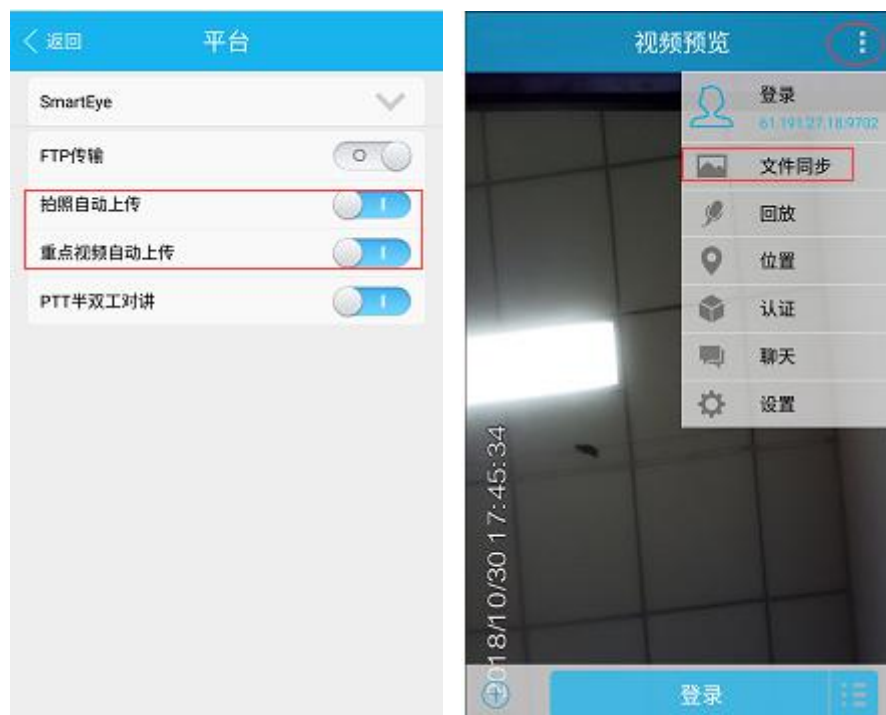 返回
平台
SmartEye
FTP传输
拍照自动上传
重点视频自动上传
PTT半双工对讲
视频预览
登录
61.191.27.18:9702
文件同步
回放
位置
认证
聊天
设置
2018/10/30 17:45:34
登录